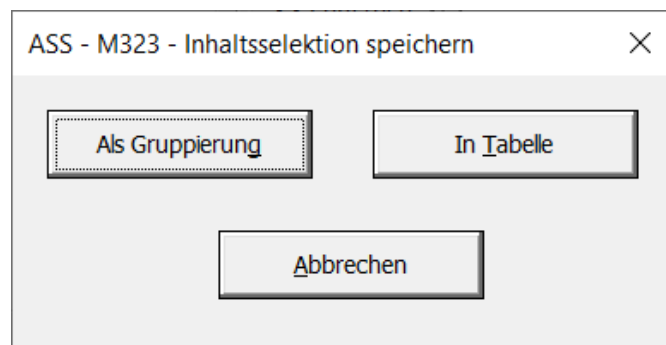 ASS - M323 - Inhaltsselektion speichern
Als Gruppierung
In Tabelle
Abbrechen